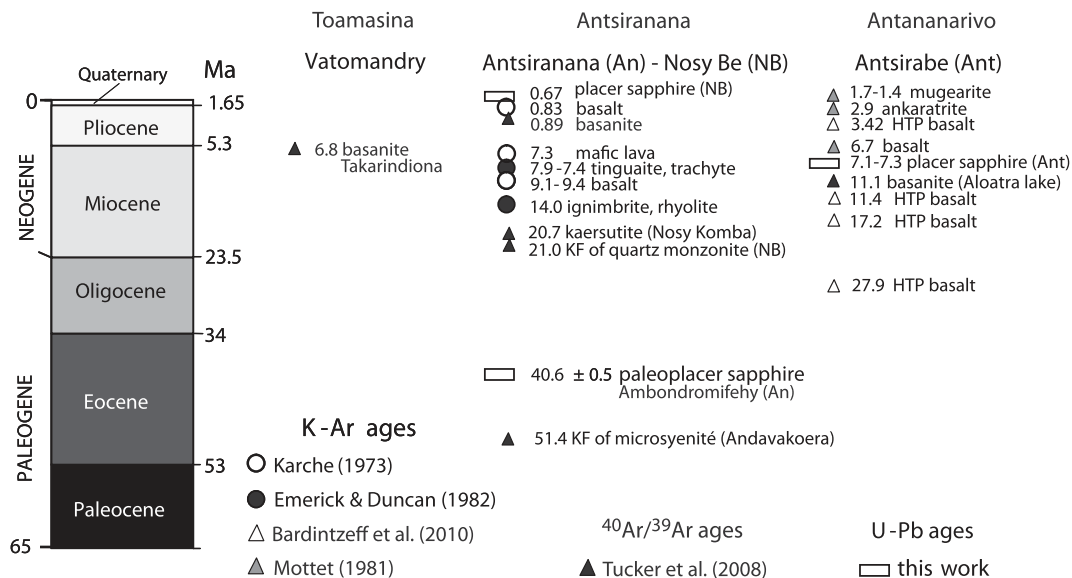 Toamasina
Antsiranana
Antananarivo
Quaternary
Ma
Vatomandry
Antsiranana (An) - Nosy Be (NB)
Antsirabe (Ant)
0
1.65
Pliocene
5.3
Miocene
NEOGENE
23.5
Oligocene
34
Eocene
PALEOGENE
53
Paleocene
65
6.8 basanite
Takarindiona
0.67 placer sapphire (NB)
0.83 basalt
0.89 basanite
7.3 mafic lava
7.9 -7.4 tinguaite, trachyte
9.1- 9.4 basalt
14.0 ignimbrite, rhyolite
20.7 kaersutite (Nosy Komba)
21.0 KF of quartz monzonite (NB)
40.6 ± 0.5 paleoplacer sapphire
Ambondromifehy (An)
51.4 KF of microsyenité (Andavakoera)
1.7-1.4 mugearite
2.9 ankaratrite
3.42 HTP basalt
6.7 basalt
7.1-7.3 placer sapphire (Ant)
11.1 basanite (Aloatra lake)
11.4 HTP basalt
17.2 HTP basalt
27.9 HTP basalt
K-Ar ages
Karche (1973)
Emerick & Duncan (1982)
Bardintzeff et al. (2010)
Mottet (1981)
⁴⁰Ar/³⁹Ar ages
Tucker et al. (2008)
U-Pb ages
this work